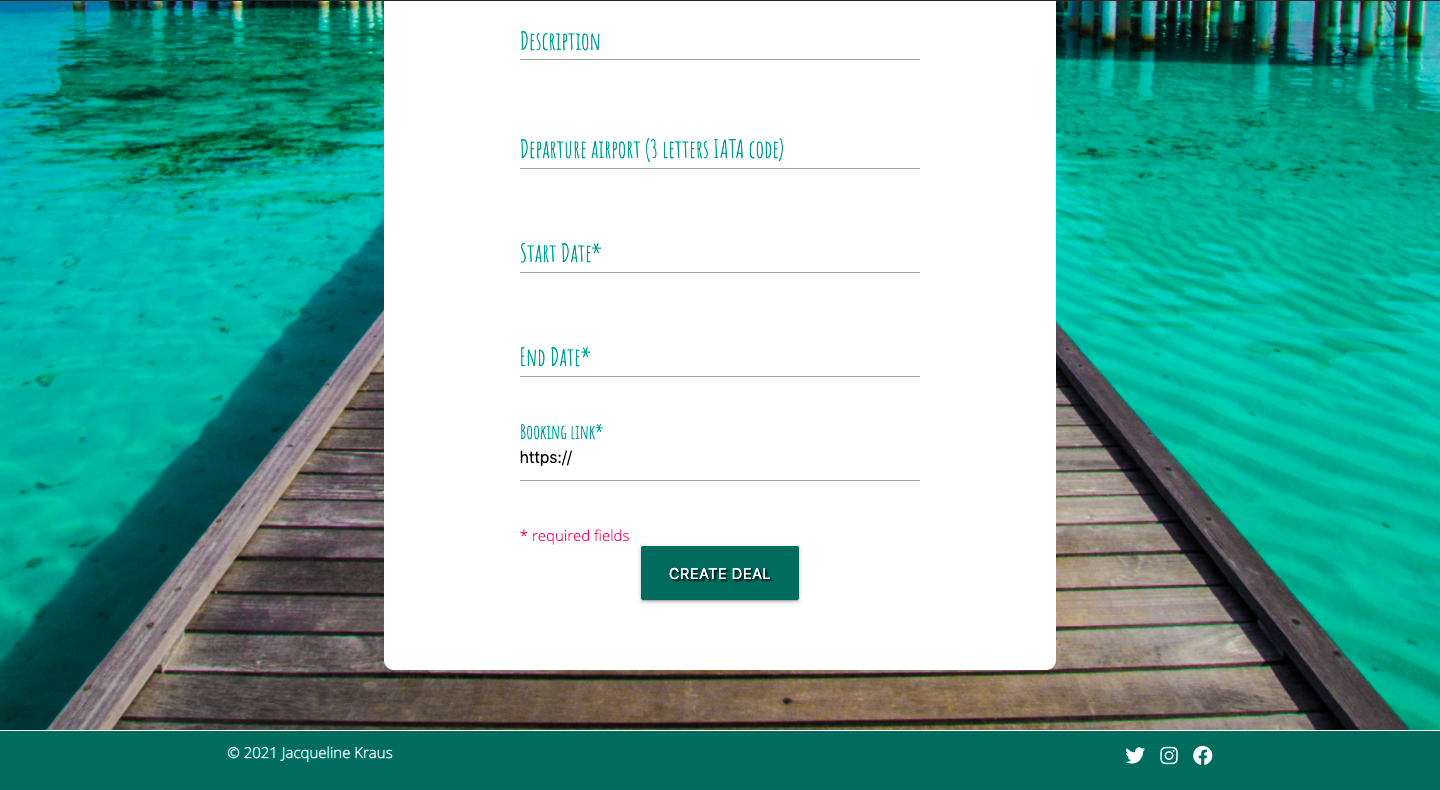 Description
Departure airport (3 letters IATA code)
Start Date*
End Date*
Booking link*
https://
* required fields
CREATE DEAL
© 2021 Jacqueline Kraus